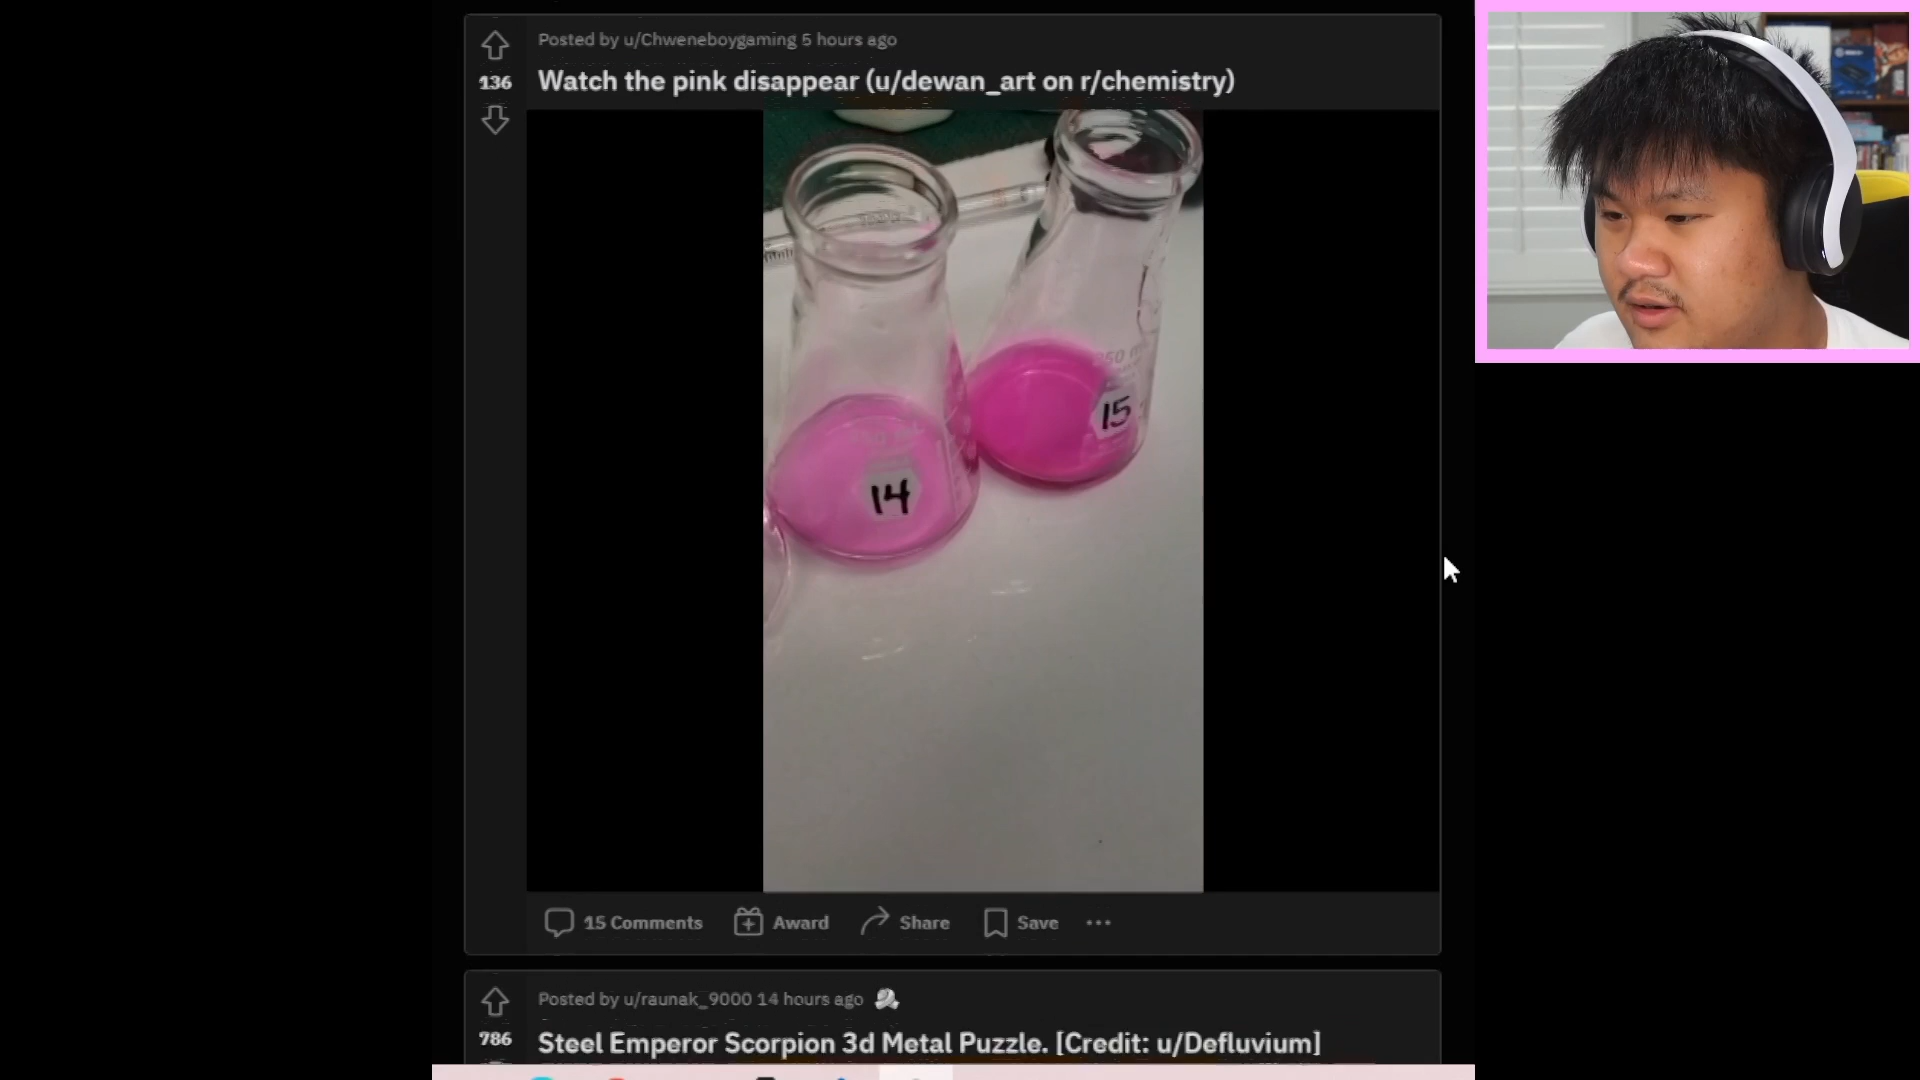 Posted by u/Chweneboygaming 5 hours ago
136
Watch the pink disappear (u/dewan_art on r/chemistry)
15
14
15 Comments
Award
Share
Save
Posted by u/raunak_9000 14 hours ago
786
Steel Emperor Scorpion 3d Metal Puzzle. [Credit: u/Defluvium]